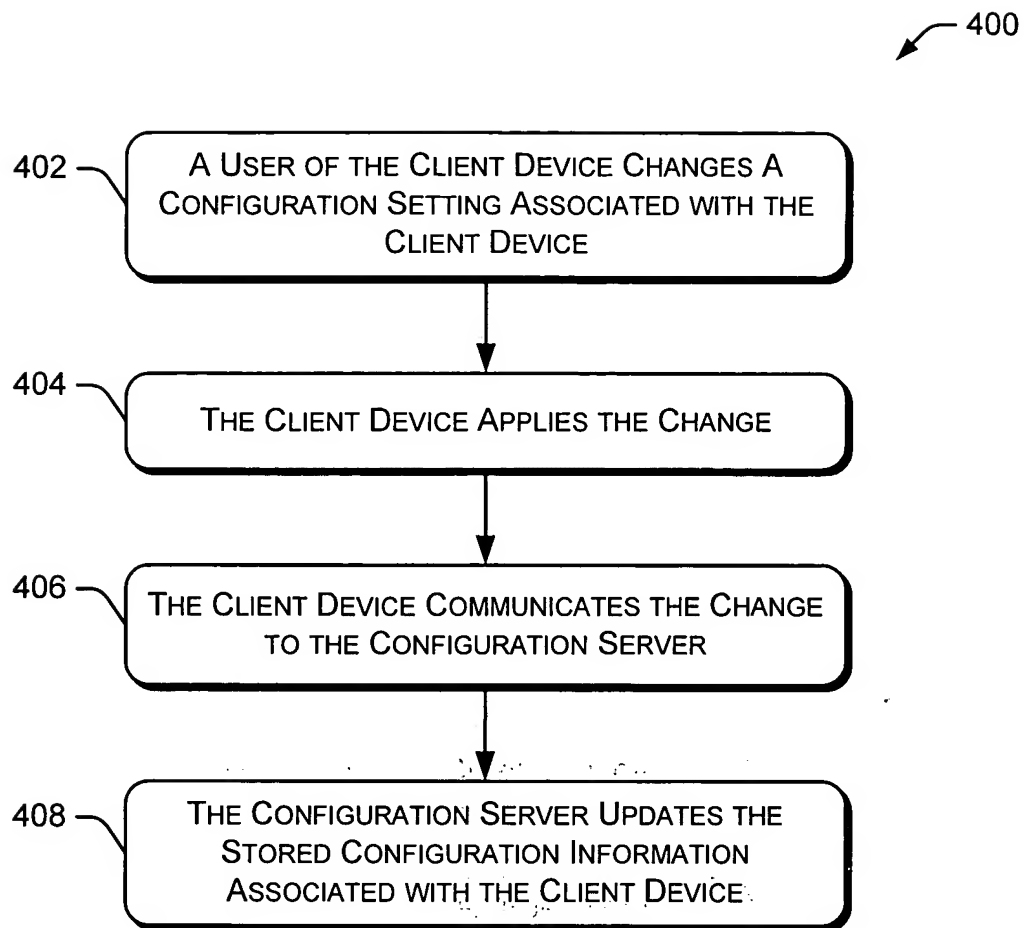 400
402
A USER OF THE CLIENT DEVICE CHANGES A
CONFIGURATION SETTING ASSOCIATED WITH THE
CLIENT DEVICE
404
THE CLIENT DEVICE APPLIES THE CHANGE
406
THE CLIENT DEVICE COMMUNICATES THE CHANGE
TO THE CONFIGURATION SERVER
408
THE CONFIGURATION SERVER UPDATES THE
STORED CONFIGURATION INFORMATION
ASSOCIATED WITH THE CLIENT DEVICE